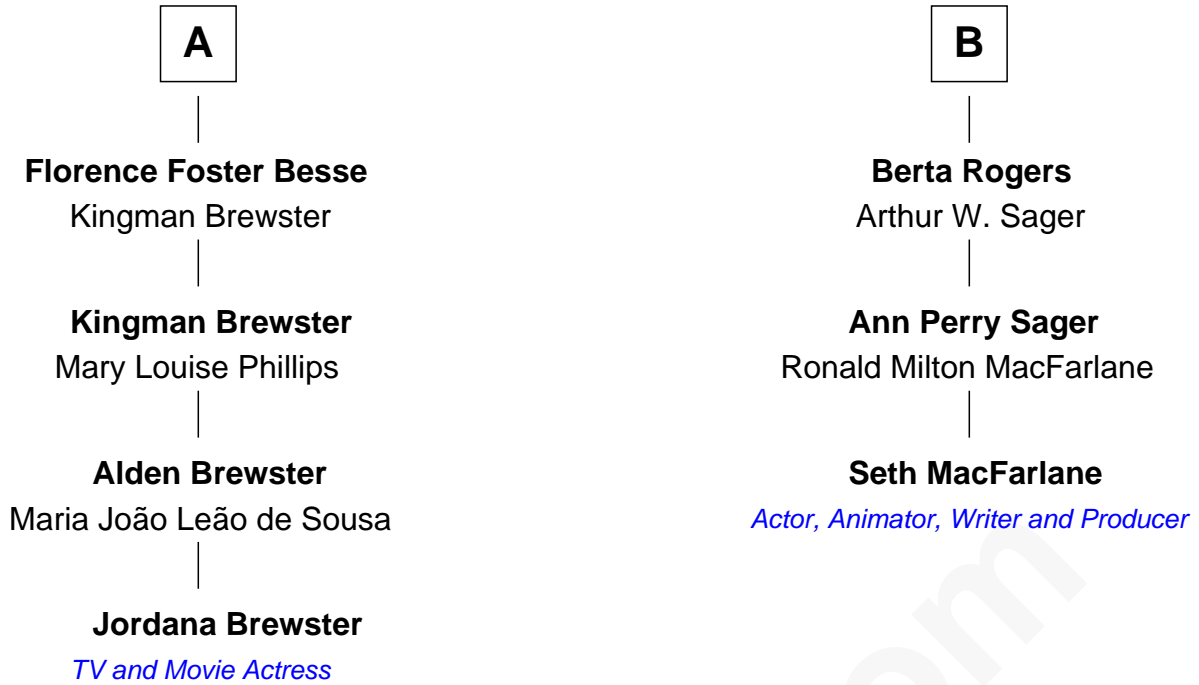 A
Florence Foster Besse
Kingman Brewster
Kingman Brewster
Mary Louise Phillips
Alden Brewster
Maria João Leão de Sousa
Jordana Brewster
TV and Movie Actress
B
Berta Rogers
Arthur W. Sager
Ann Perry Sager
Ronald Milton MacFarlane
Seth MacFarlane
Actor, Animator, Writer and Producer
om